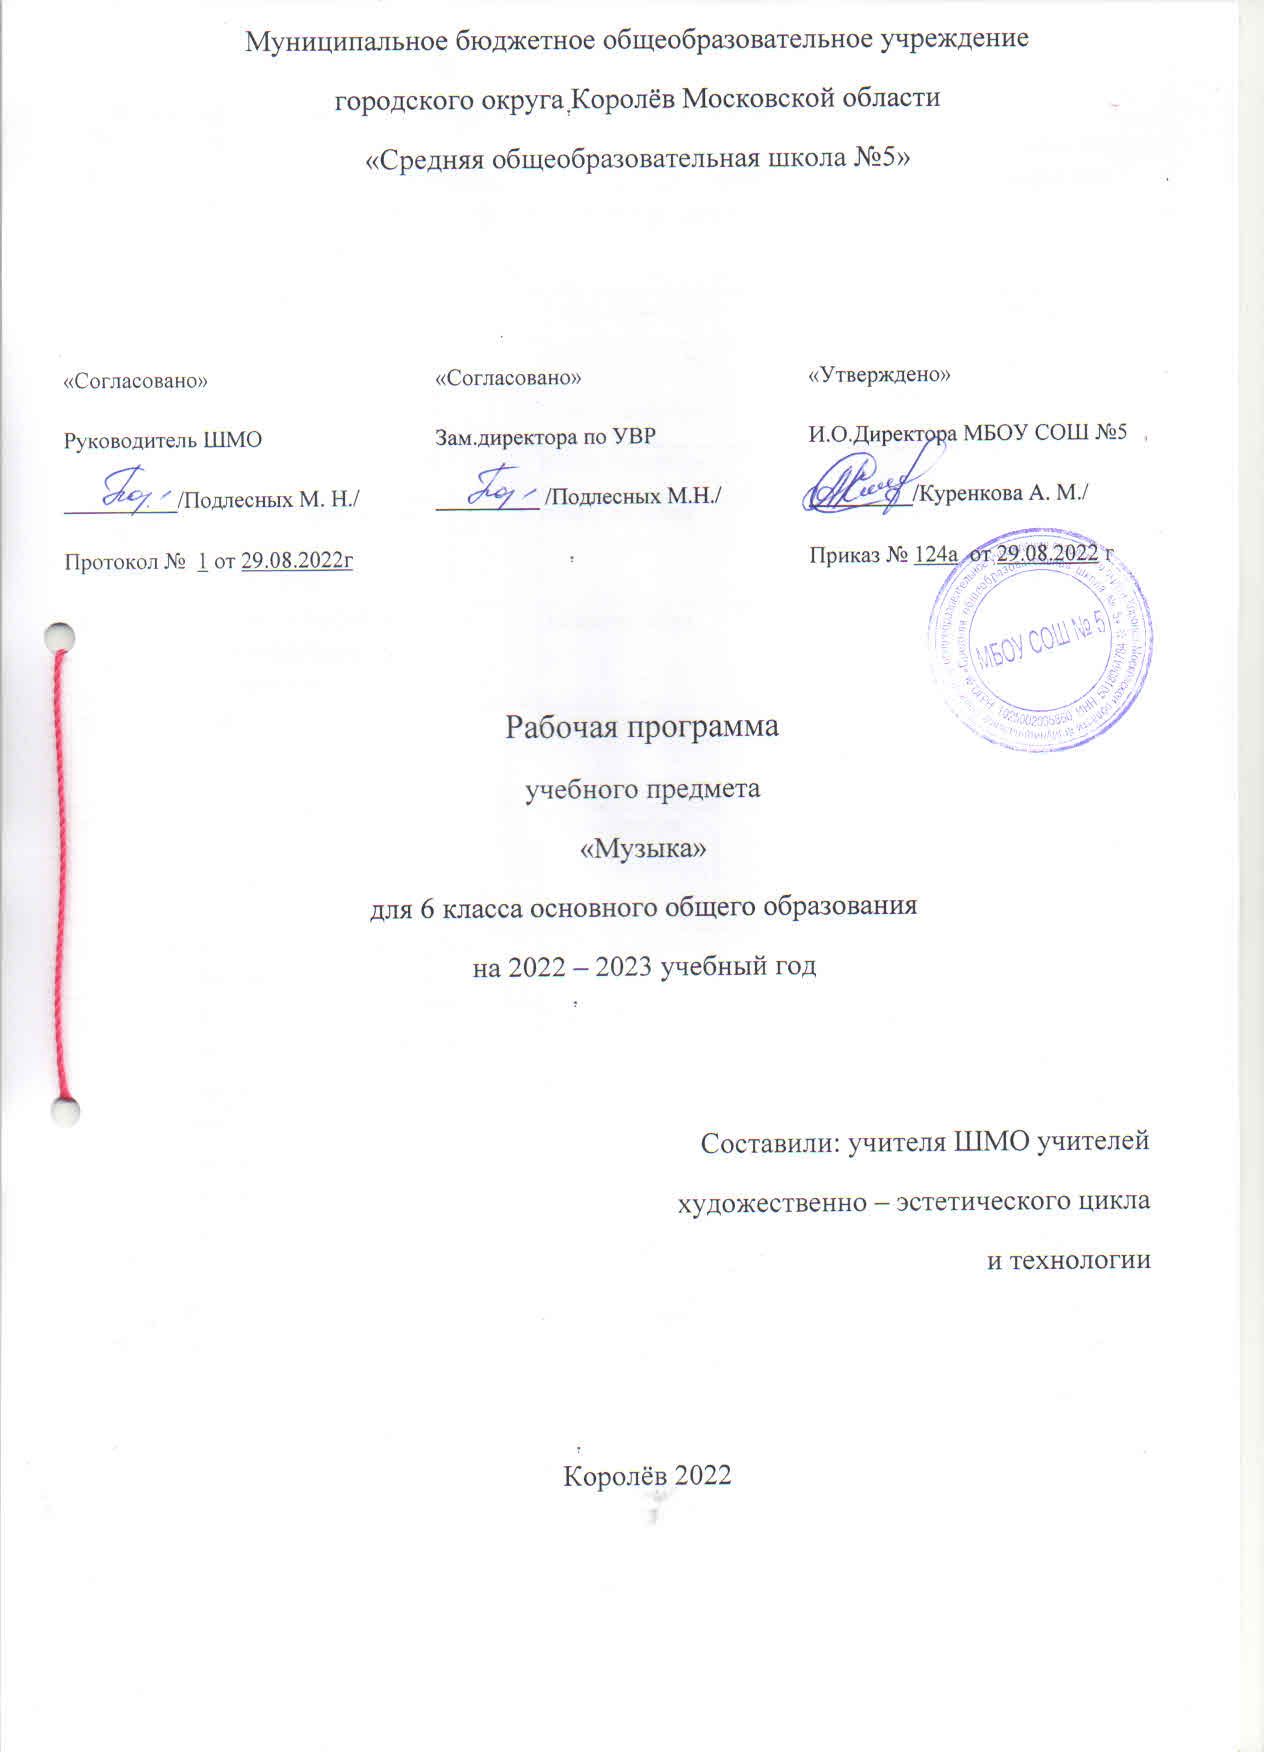 Муниципальное бюджетное общеобразовательное учреждение
городского округа Королёв Московской области
«Средняя общеобразовательная школа №5»
«Согласовано»
Руководитель ШМО
/Подлесных М. Н./
Протокол № 1 от 29.08.2022г
«Согласовано»
Зам.директора по УВР
/Подлесных М.Н./
«Утверждено»
И.О.Директора МБОУ СОШ №5
/Куренкова А. М./
Приказ № 124а от 29.08.2022 г
МБОУ СОШ № 5
Рабочая программа
учебного предмета
«Музыка»
для 6 класса основного общего образования
на 2022 – 2023 учебный год
Составили: учителя ШМО учителей
художественно – эстетического цикла
и технологии
Королёв 2022